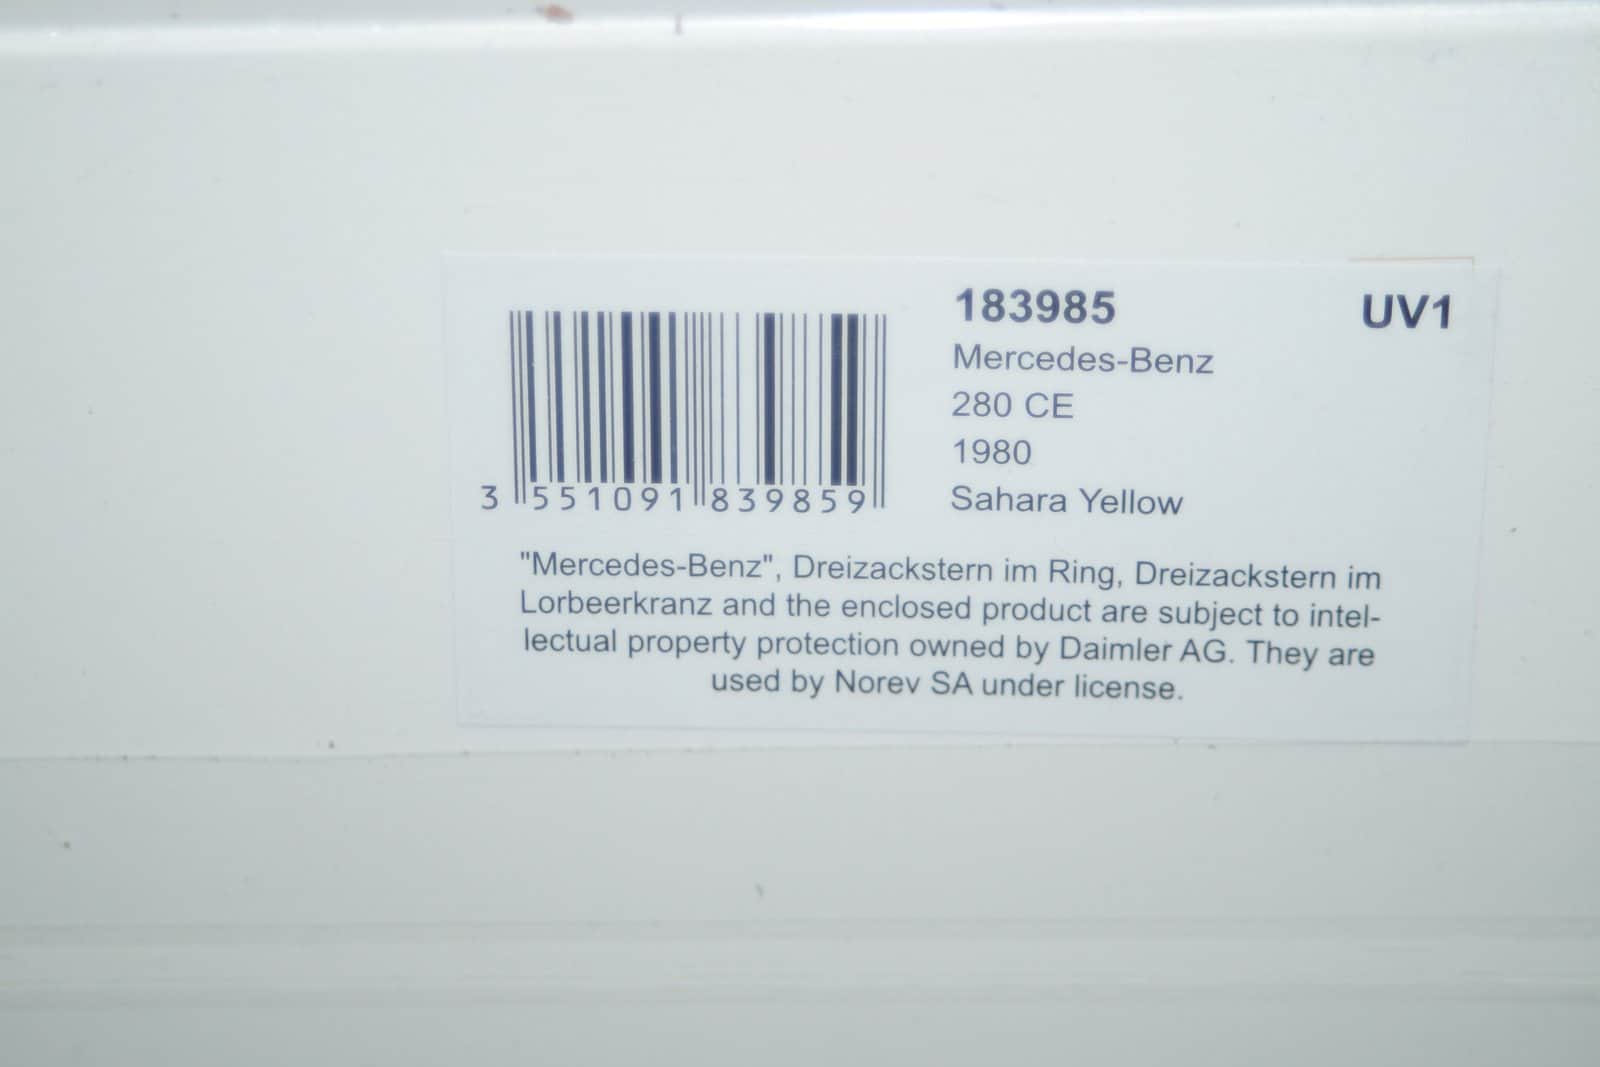 183985
UV1
Mercedes-Benz
280 CE
1980
Sahara Yellow
3 551091 839859
"Mercedes-Benz", Dreizackstern im Ring, Dreizackstern im
Lorbeerkranz and the enclosed product are subject to intel-
lectual property protection owned by Daimler AG. They are
used by Norev SA under license.